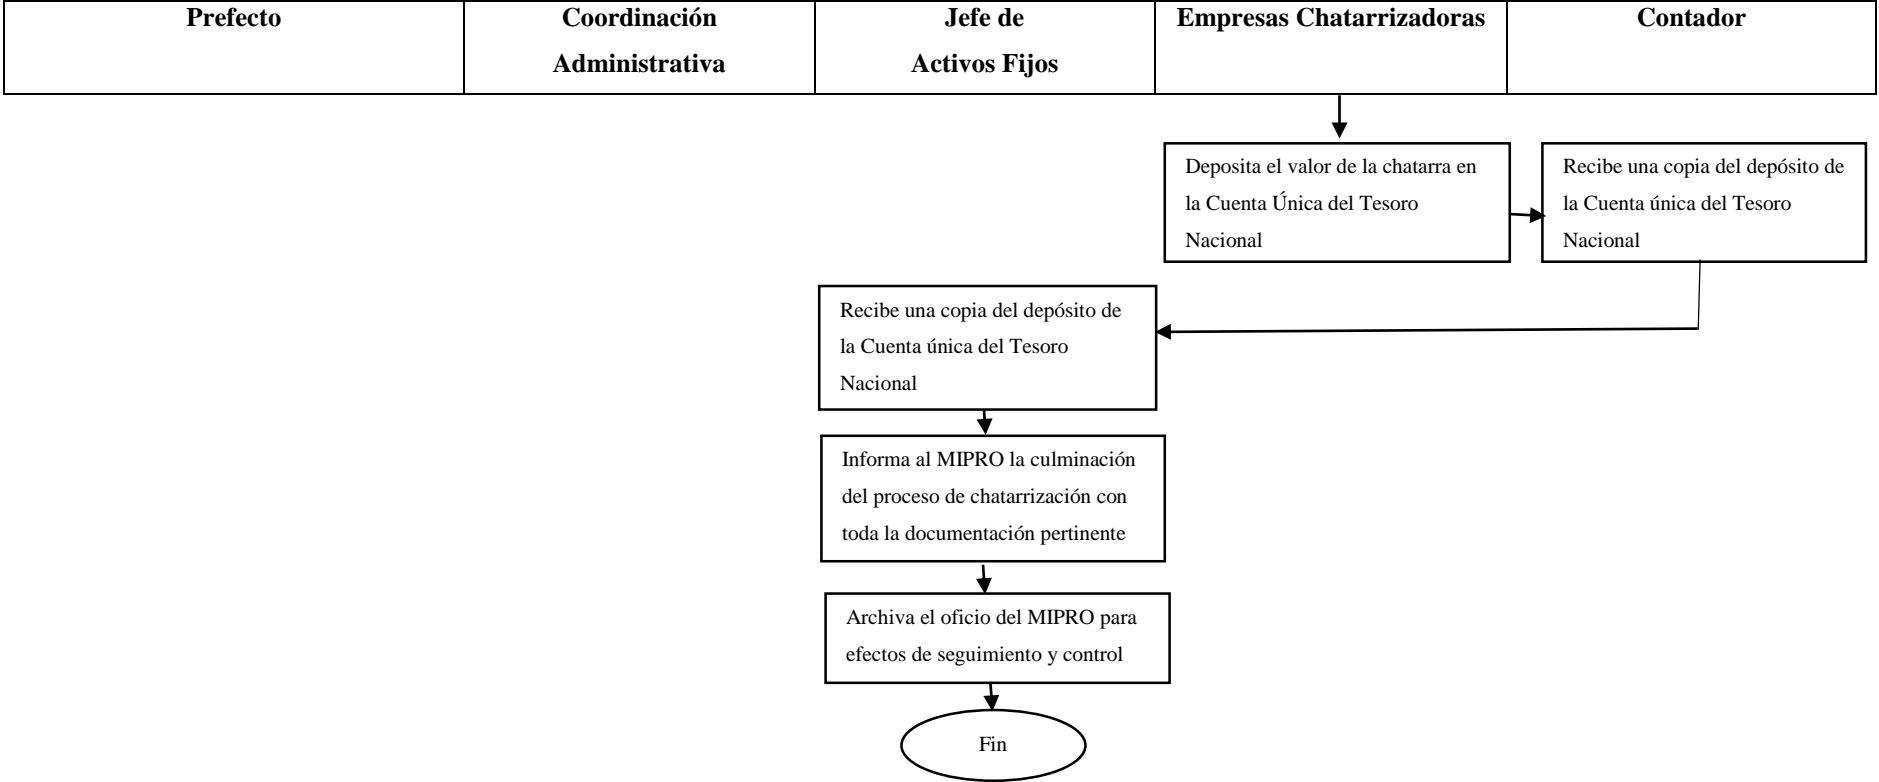 Prefecto
Coordinación
Administrativa
Jefe de
Activos Fijos
Empresas Chatarrizadoras
Contador
Deposita el valor de la chatarra en
la Cuenta Única del Tesoro
Nacional
Recibe una copia del depósito de
la Cuenta única del Tesoro
Nacional
Recibe una copia del depósito de
la Cuenta única del Tesoro
Nacional
Informa al MIPRO la culminación
del proceso de chatarrización con
toda la documentación pertinente
Archiva el oficio del MIPRO para
efectos de seguimiento y control
Fin